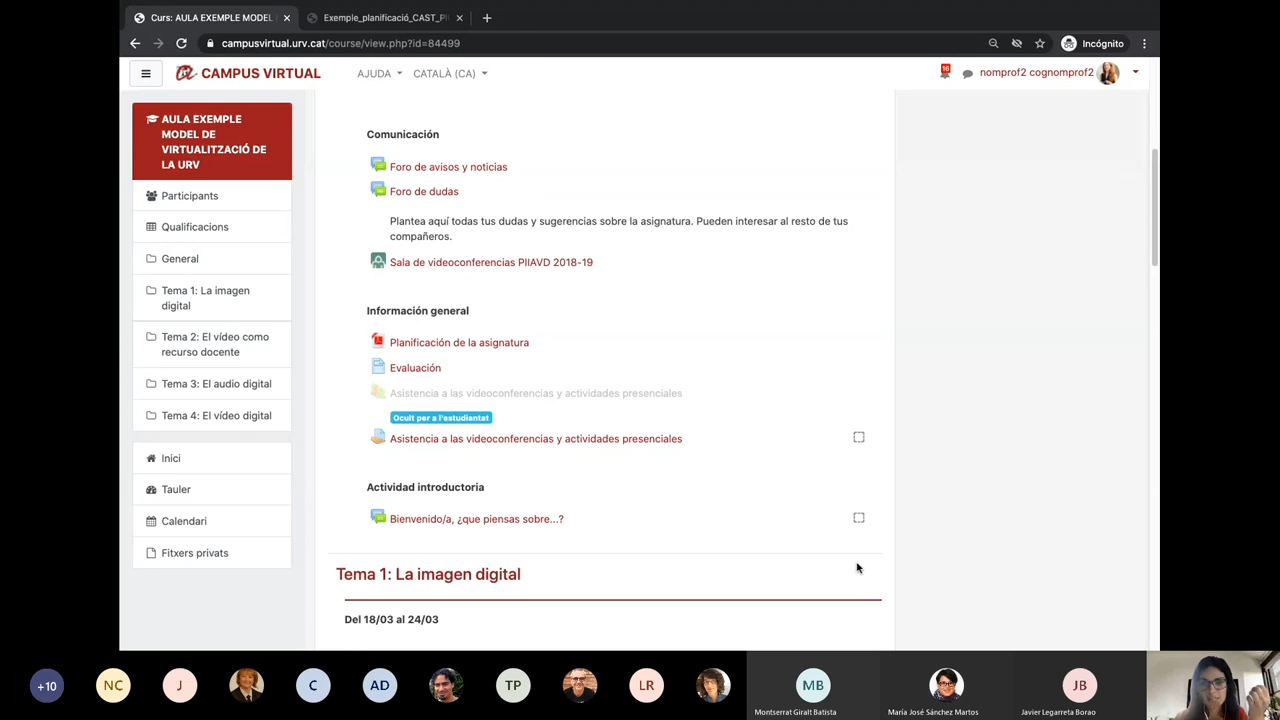 Curs: AULA EXEMPLE MODEL
Exemple_planificació_CAST_PI
campusvirtual.urv.cat/course/view.php?id=84499
Incógnito
CAMPUS VIRTUAL
AJUDA
CATALÀ (CA)
16
nomprof2 cognomprof2
AULA EXEMPLE
MODEL DE
VIRTUALITZACIÓ DE
LA URV
Participants
Qualificacions
General
Tema 1: La imagen
digital
Tema 2: El vídeo como
recurso docente
Tema 3: El audio digital
Tema 4: El vídeo digital
Inici
Tauler
Calendari
Fitxers privats
Comunicación
Foro de avisos y noticias
Foro de dudas
Plantea aquí todas tus dudas y sugerencias sobre la asignatura. Pueden interesar al resto de tus
compañeros.
Sala de videoconferencias PIIAVD 2018-19
Información general
Planificación de la asignatura
Evaluación
Asistencia a las videoconferencias y actividades presenciales
Ocult per a l'estudiantat
Asistencia a las videoconferencias y actividades presenciales
Actividad introductoria
Bienvenido/a, ¿que piensas sobre...?
Tema 1: La imagen digital
Del 18/03 al 24/03
+10
NC
J
C
AD
TP
LR
MB
JB
Montserrat Giralt Batista
María José Sánchez Martos
Javier Legarreta Borao